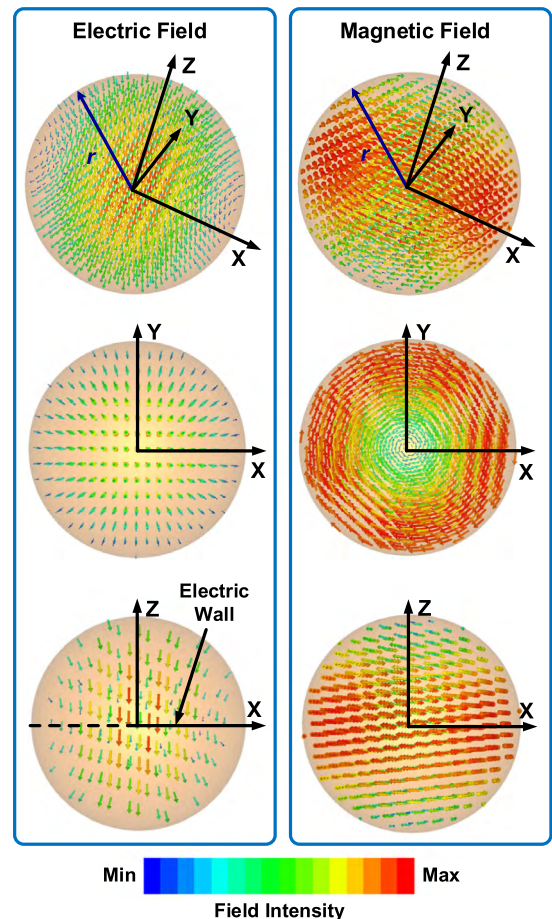 Electric Field
Z
Y
r
X
Y
X
Electric
Wall
Z
X
Magnetic Field
Z
Y
r
X
Y
X
Z
X
Min
Max
Field Intensity